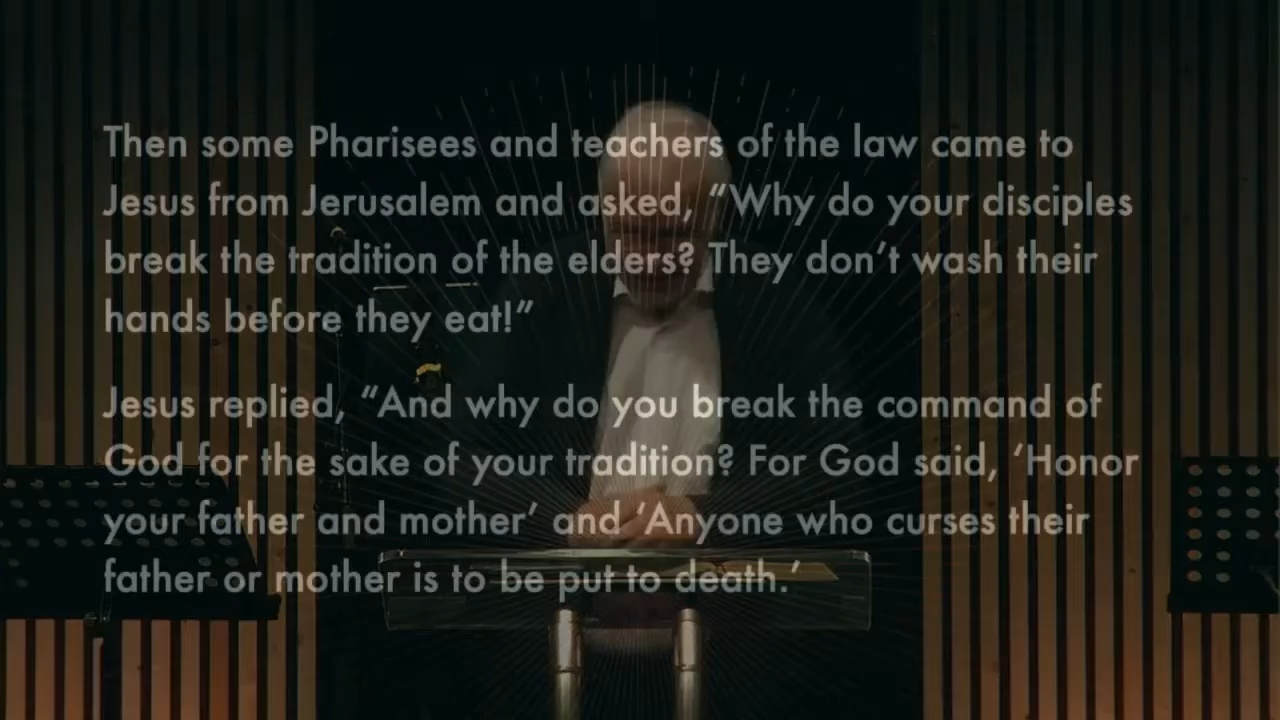 Then some Pharisees and teachers of the law came to
Jesus from Jerusalem and asked, “Why do your disciples
break the tradition of the elders? They don’t wash their
hands before they eat!”
Jesus replied, “And why do you break the command of
God for the sake of your tradition? For God said, ‘Honor
your father and mother’ and ‘Anyone who curses their
father or mother is to be put to death.’